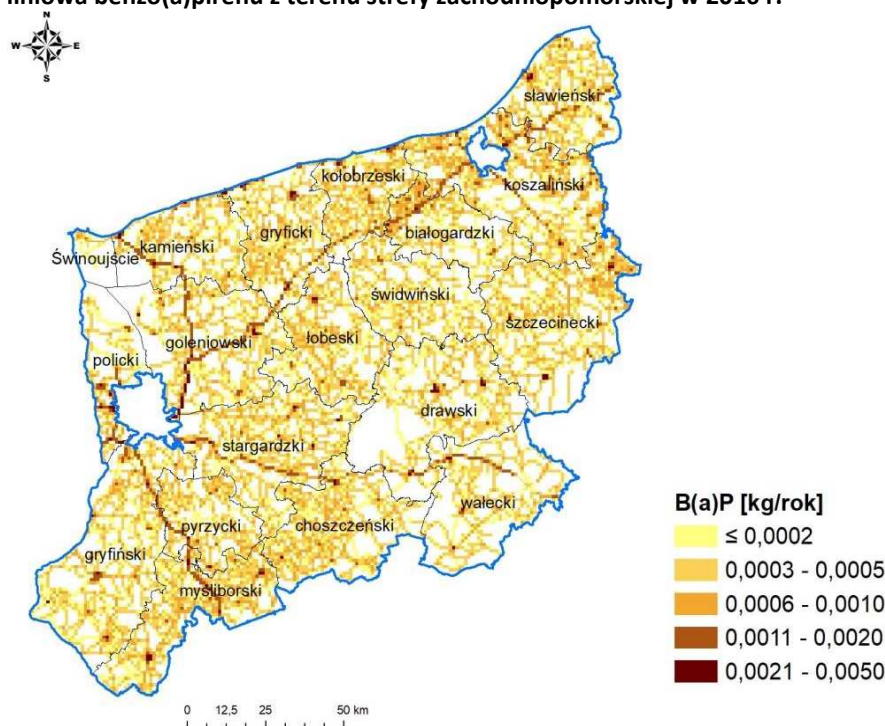 liniowa benzo(a)pirenu z terenu strefy zachodniopomorskiej w 2016 r.
N
W E
S
sławieński
kołobrzeski
koszaliński
gryficki
białogardzki
kamieński
Świnoujście
świdwiński
szczecinecki
goleniowski
łobeski
policki
drawski
stargardzki
wałecki
pyrzycki
choszczeński
gryfiński
myśliborski
B(a)P [kg/rok]
≤ 0,0002
0,0003 - 0,0005
0,0006 - 0,0010
0,0011 - 0,0020
0,0021 - 0,0050
0 12,5 25 50 km